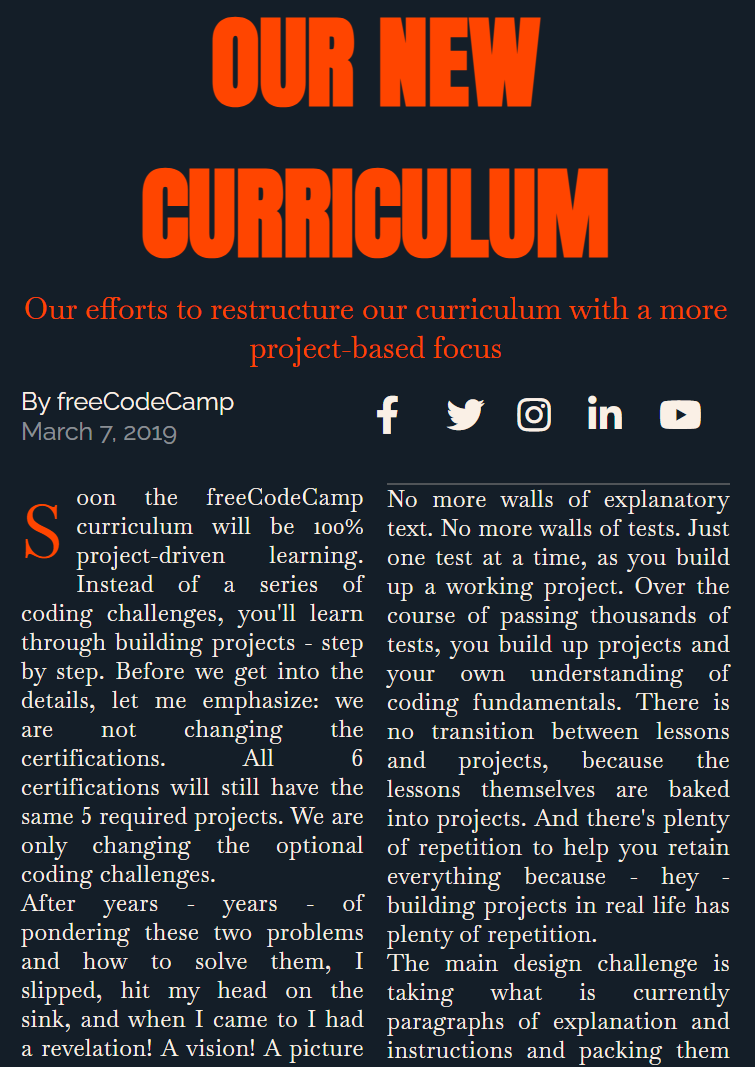 OUR NEW
CURRICULUM
Our efforts to restructure our curriculum with a more
project-based focus
By freeCodeCamp
March 7, 2019
Soon the freeCodeCamp
curriculum will be 100%
project-driven learning.
Instead of a series of
coding challenges, you'll learn
through building projects - step
by step. Before we get into the
details, let me emphasize: we
are not changing the
certifications. All 6
certifications will still have the
same 5 required projects. We are
only changing the optional
coding challenges.
After years - years - of
pondering these two problems
and how to solve them, I
slipped, hit my head on the
sink, and when I came to I had
a revelation! A vision! A picture
No more walls of explanatory
text. No more walls of tests. Just
one test at a time, as you build
up a working project. Over the
course of passing thousands of
tests, you build up projects and
your own understanding of
coding fundamentals. There is
no transition between lessons
and projects, because the
lessons themselves are baked
into projects. And there's plenty
of repetition to help you retain
everything because - hey -
building projects in real life has
plenty of repetition.
The main design challenge is
taking what is currently
paragraphs of explanation and
instructions and packing them